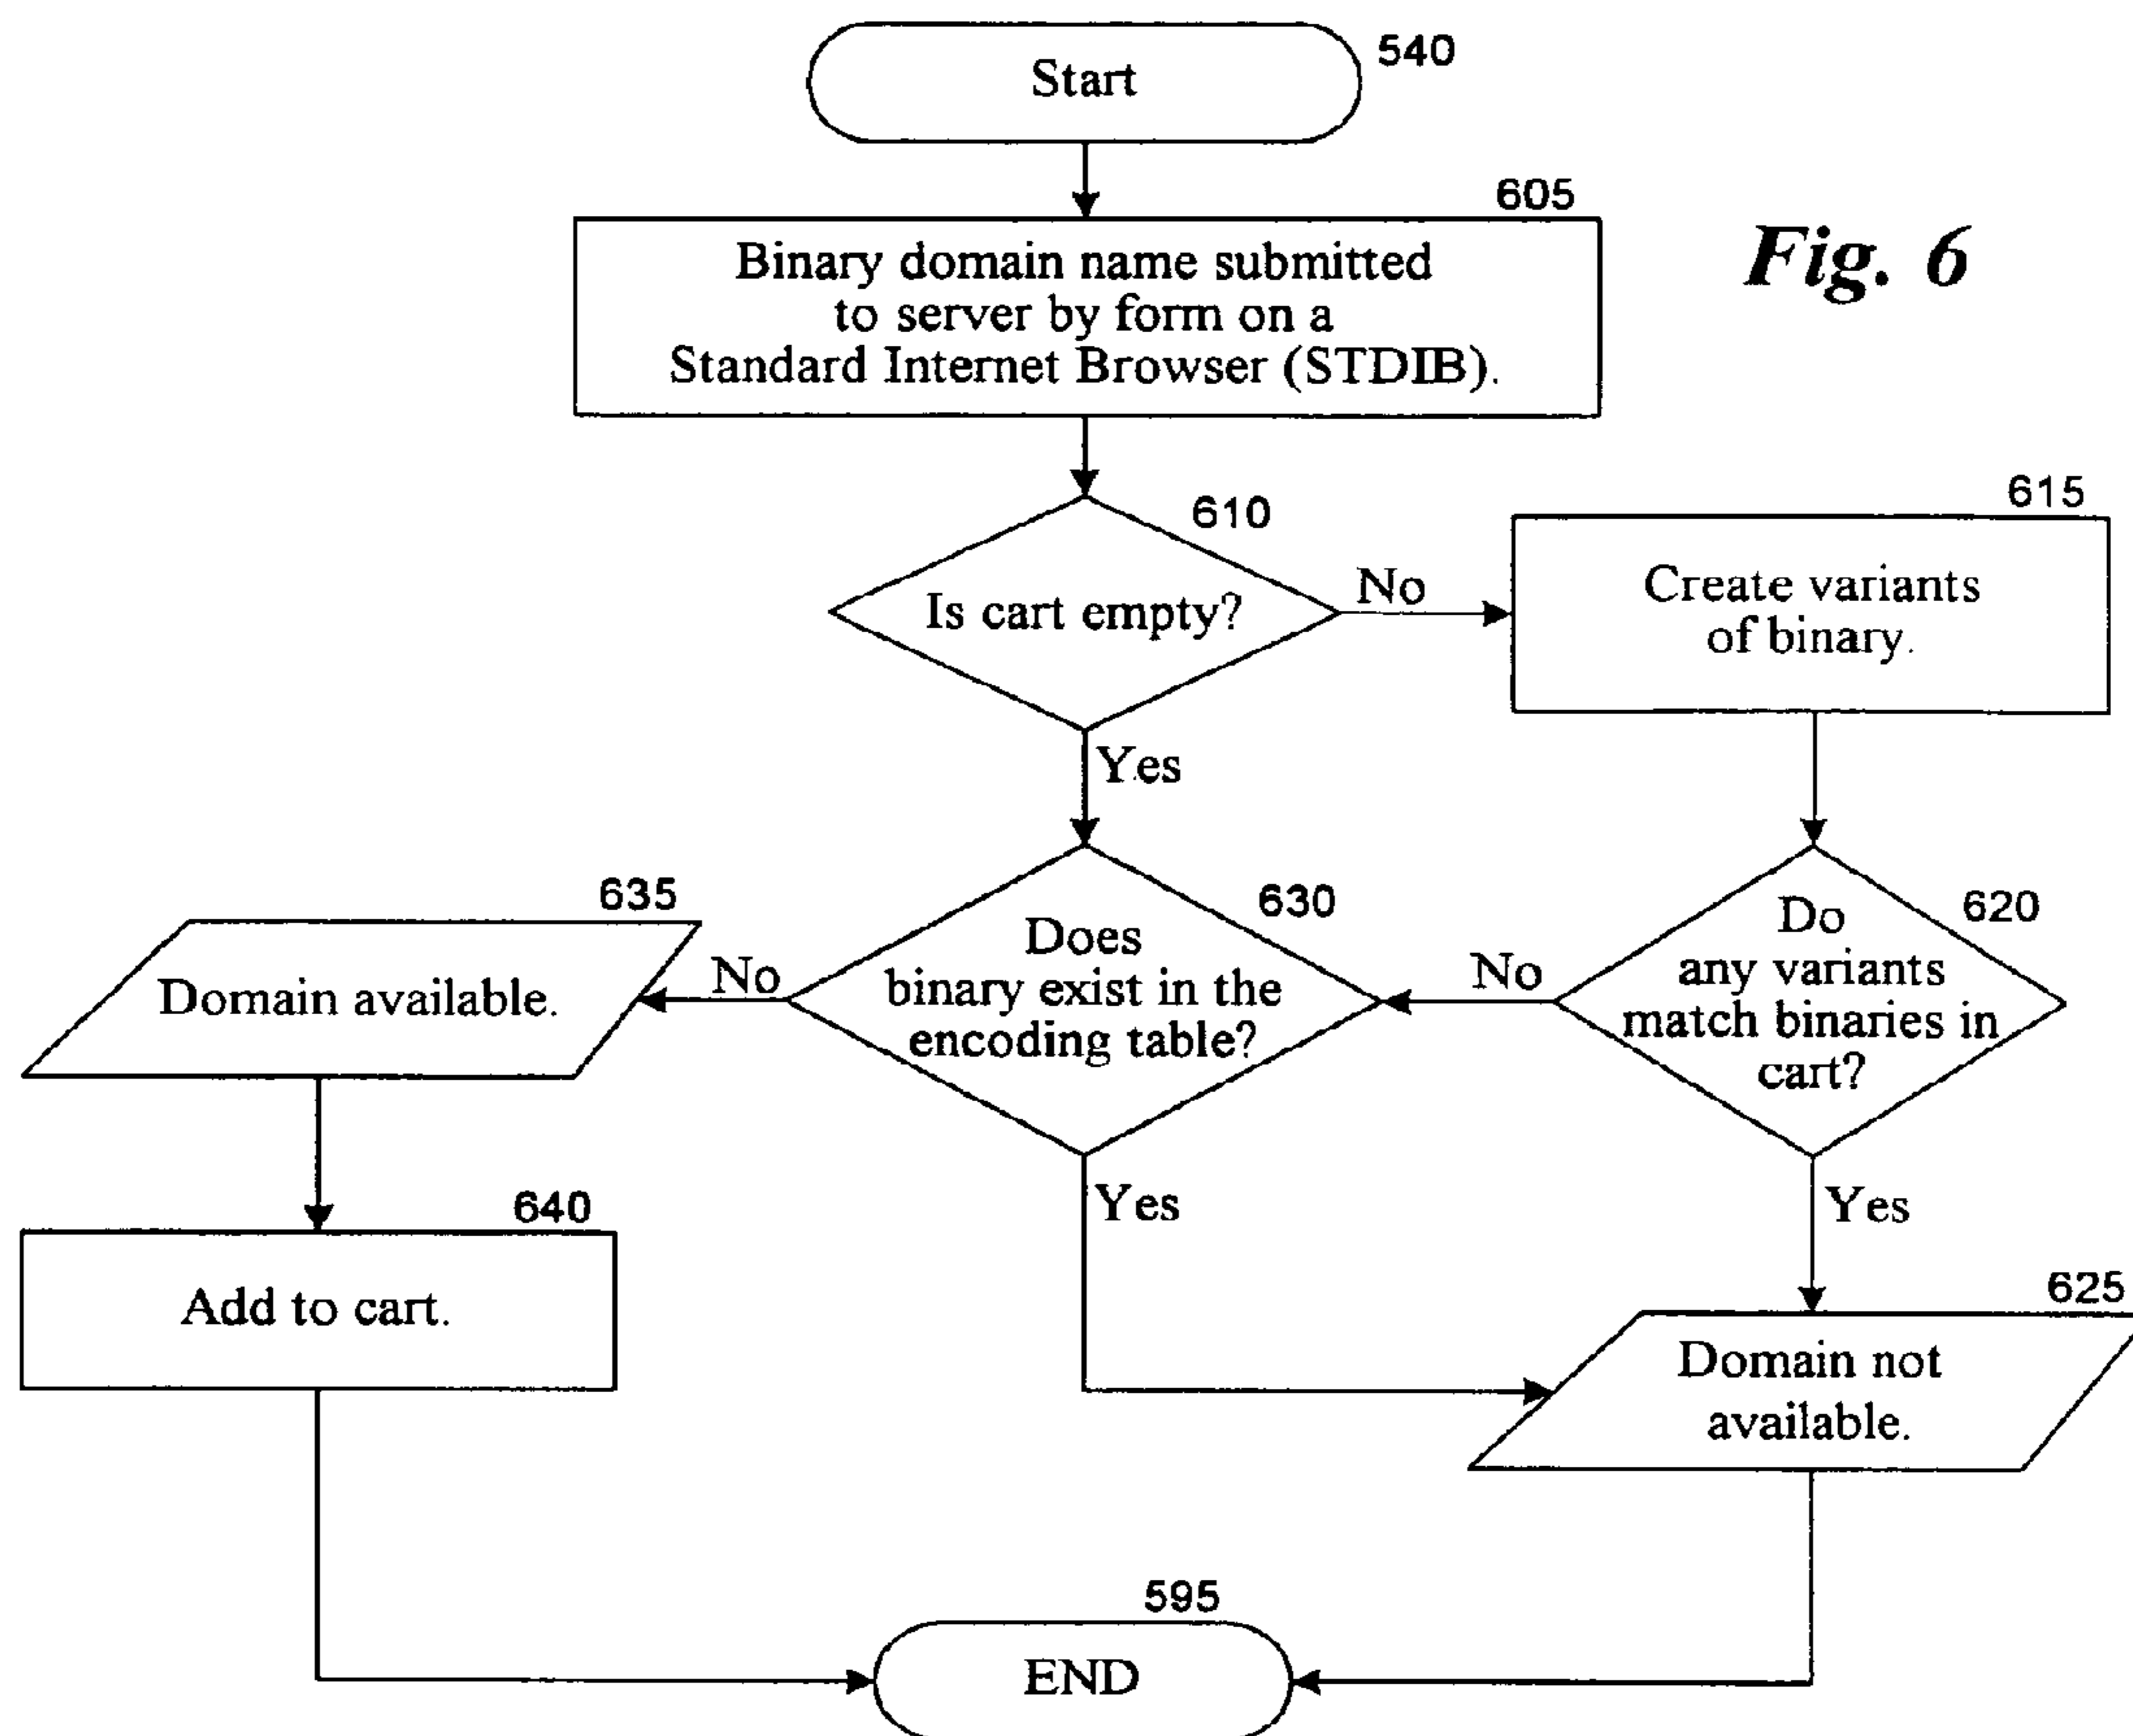 Start
540
605
Binary domain name submitted
to server by form on a
Standard Internet Browser (STDIB).
Fig. 6
610
Is cart empty?
No
615
Create variants
of binary.
Yes
635
Domain available.
No
630
Does
binary exist in the
encoding table?
No
620
Do
any variants
match binaries in
cart?
Yes
Yes
640
Add to cart.
625
Domain not
available.
595
END